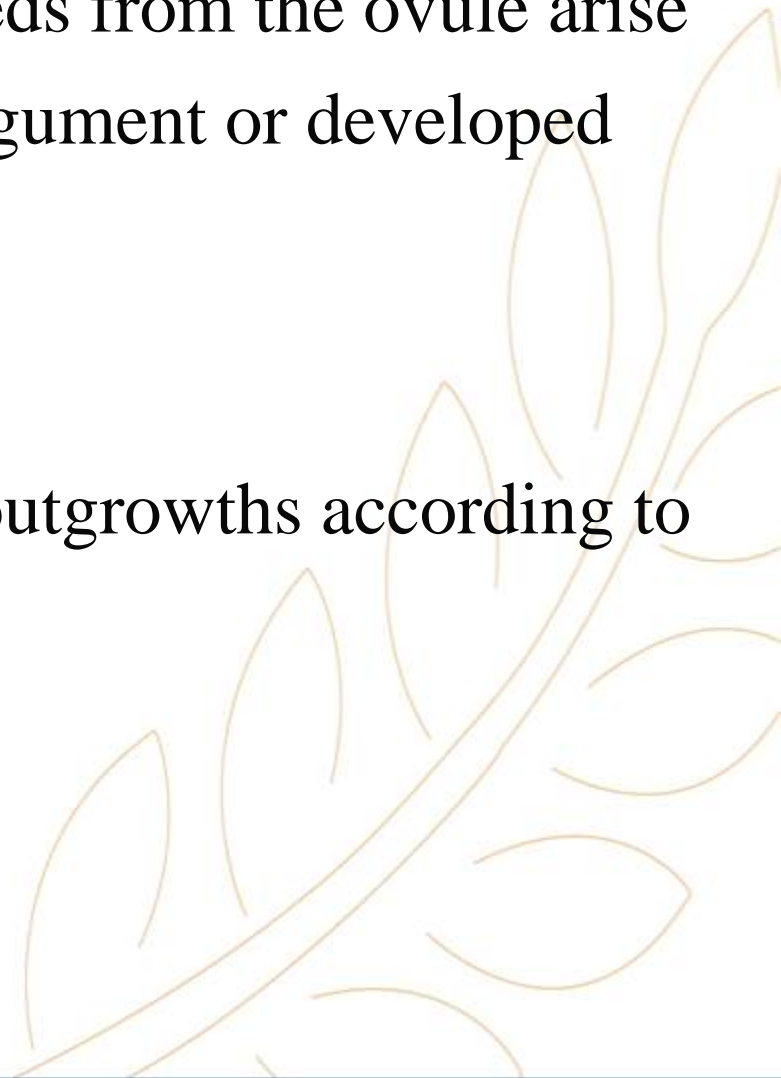 eds from the ovule arise
gument or developed
outgrowths according to